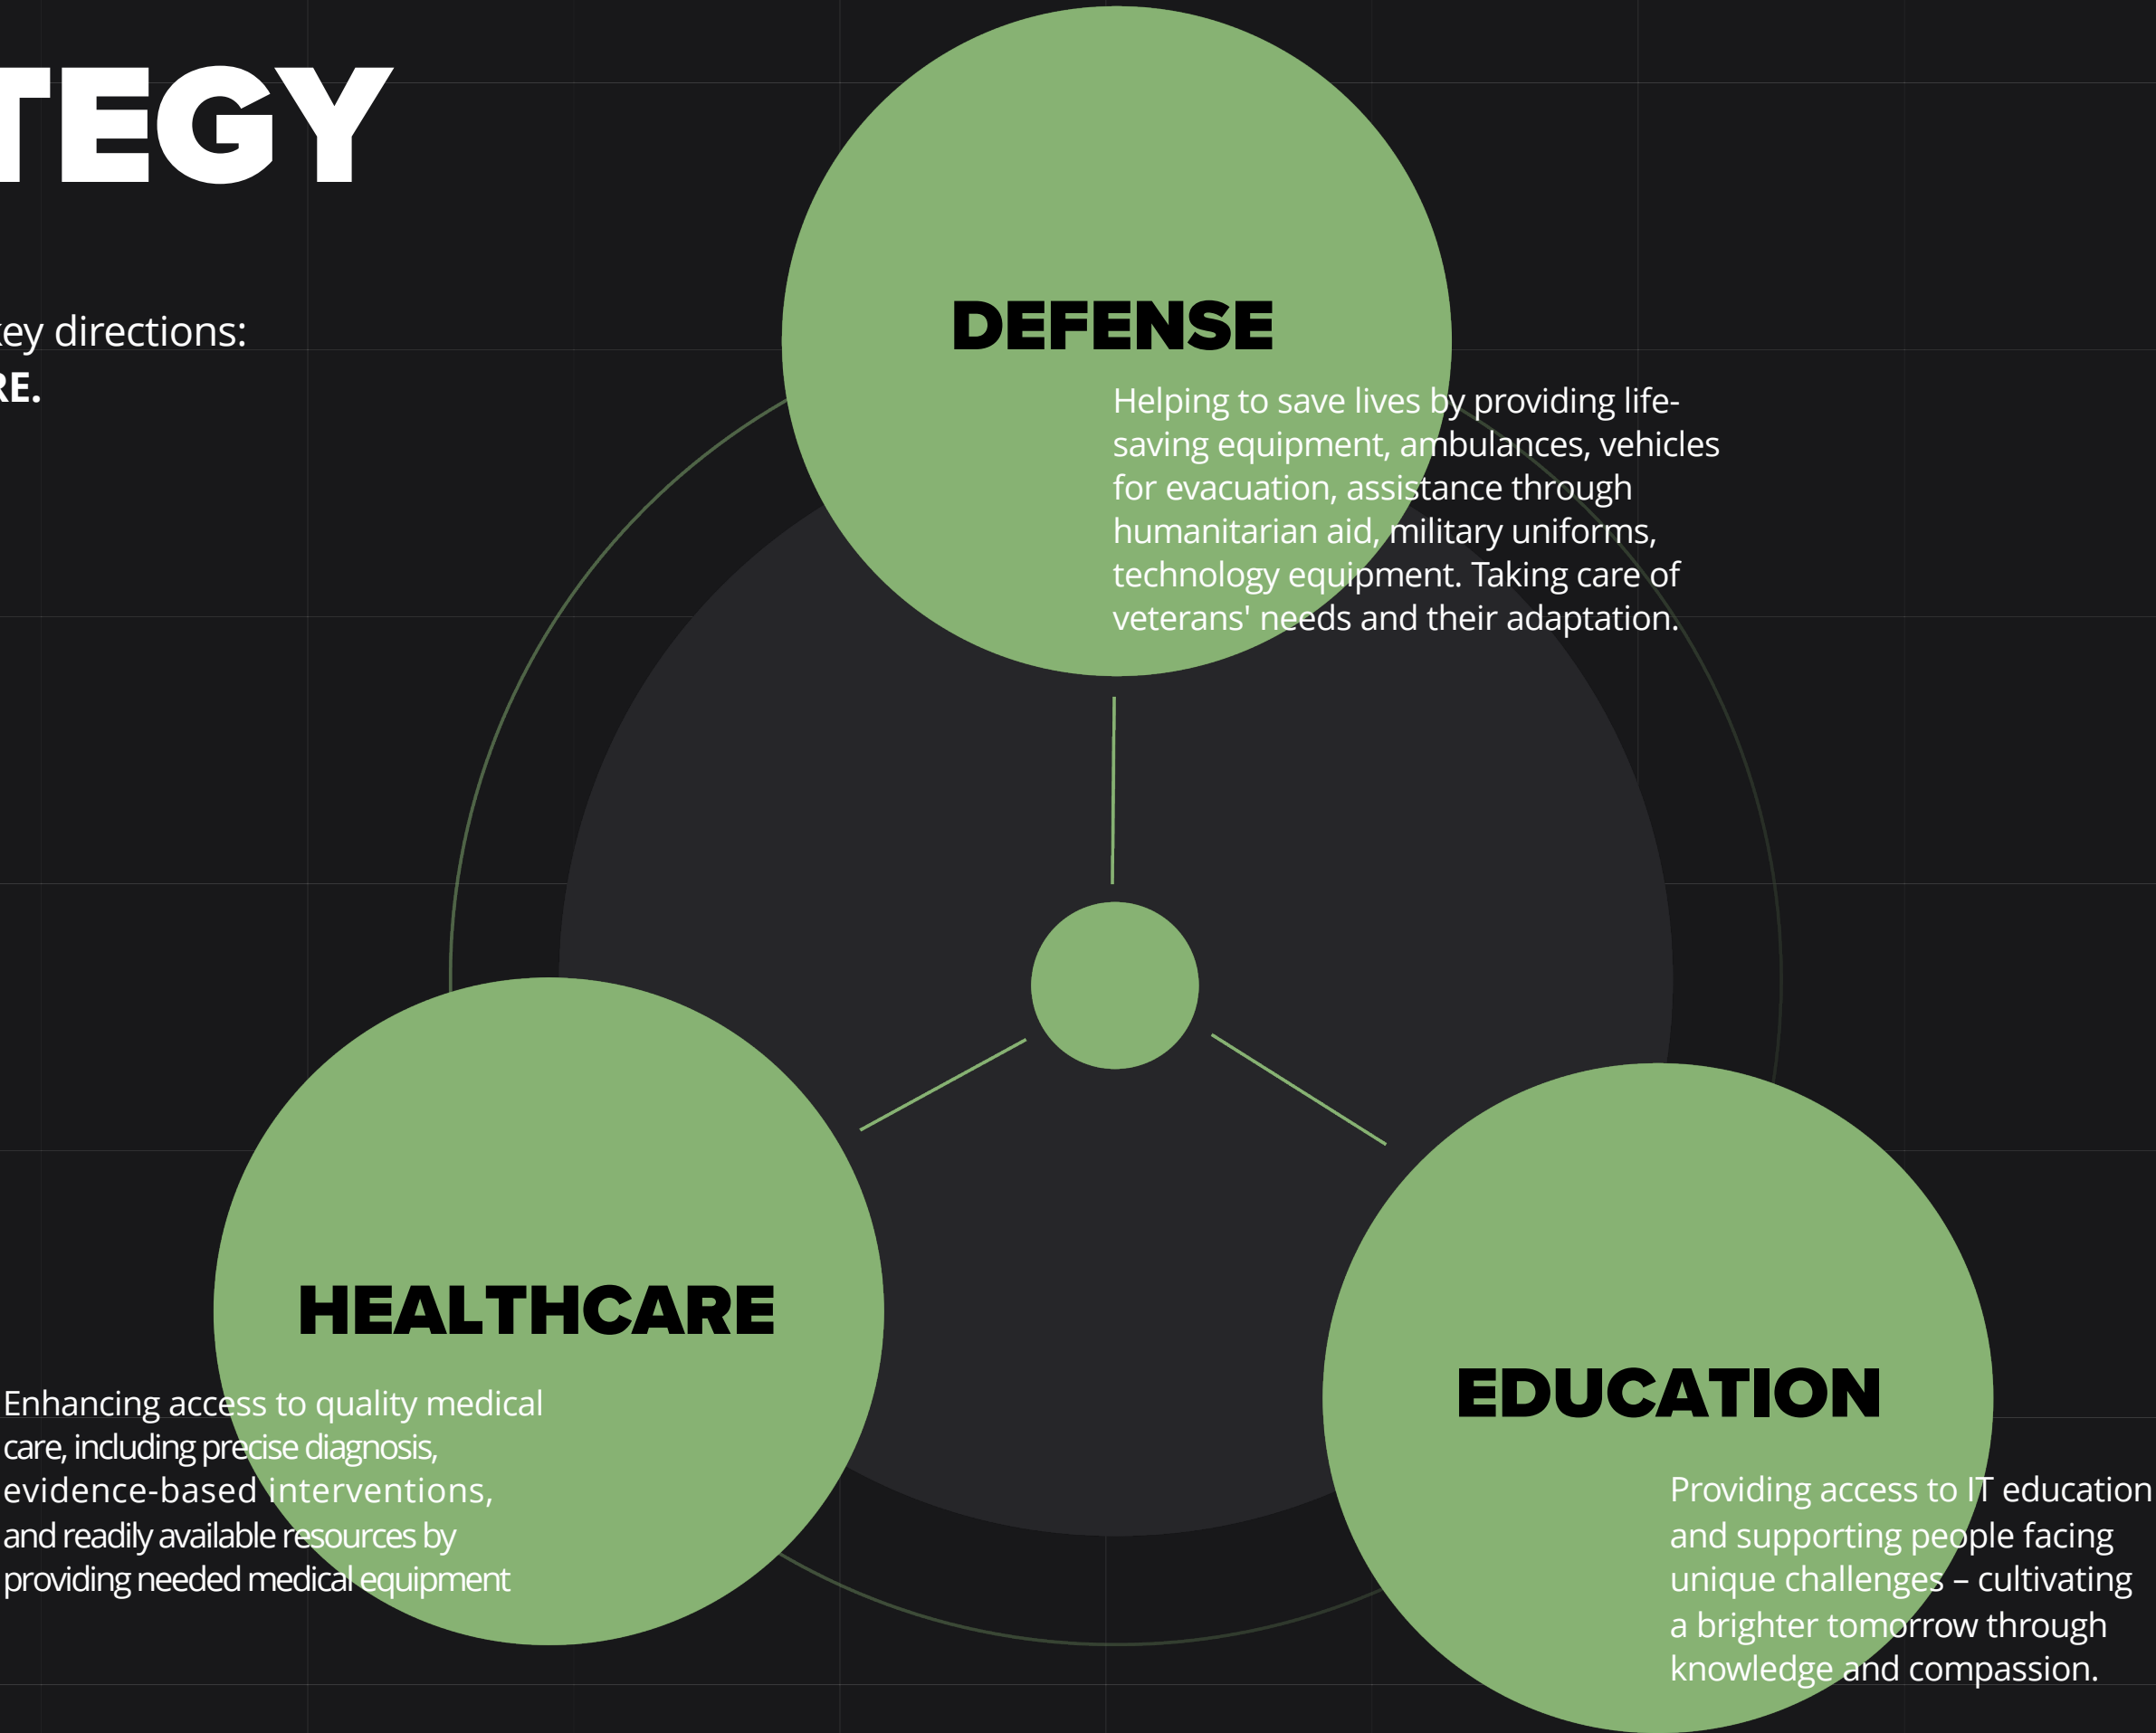 TEGY
key directions:
RE.
DEFENSE
Helping to save lives by providing life-
saving equipment, ambulances, vehicles
for evacuation, assistance through
humanitarian aid, military uniforms,
technology equipment. Taking care of
veterans' needs and their adaptation.
HEALTHCARE
Enhancing access to quality medical
care, including precise diagnosis,
evidence-based interventions,
and readily available resources by
providing needed medical equipment
EDUCATION
Providing access to IT education
and supporting people facing
unique challenges – cultivating
a brighter tomorrow through
knowledge and compassion.